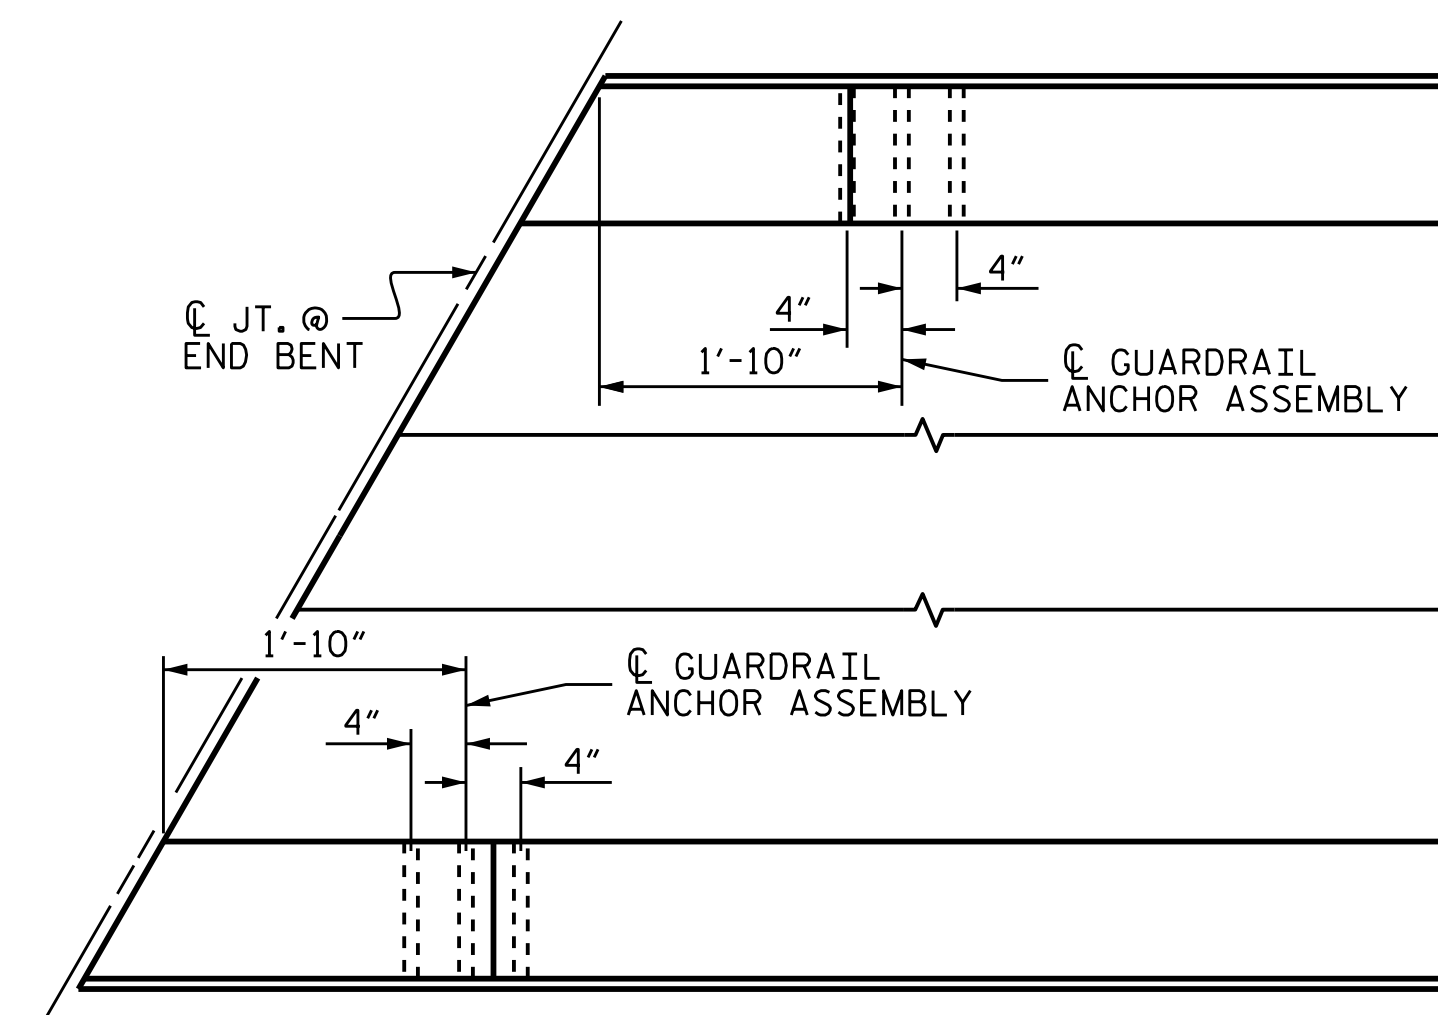 4″
4″
℄ JT. @
END BENT
1′-10″
℄ GUARDRAIL
ANCHOR ASSEMBLY
1′-10″
℄ GUARDRAIL
ANCHOR ASSEMBLY
4″
4″